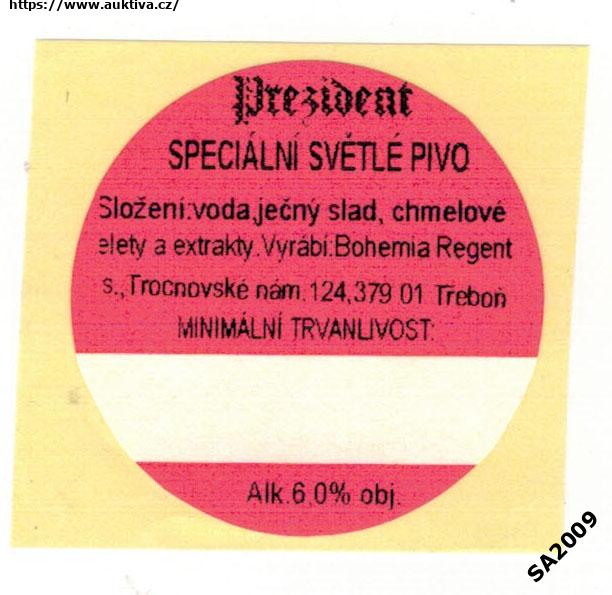 https://www.auktiva.cz/
Prezident
SPECIÁLNÍ SVĚTLÉ PIVO
Složení:voda,ječný slad, chmelové
elety a extrakty.Vyrábí:Bohemia Regent
s.,Trocnovské nám.124,379 01 Třeboň
MINIMÁLNÍ TRVANLIVOST:
Alk.6,0% obj.
SA2009